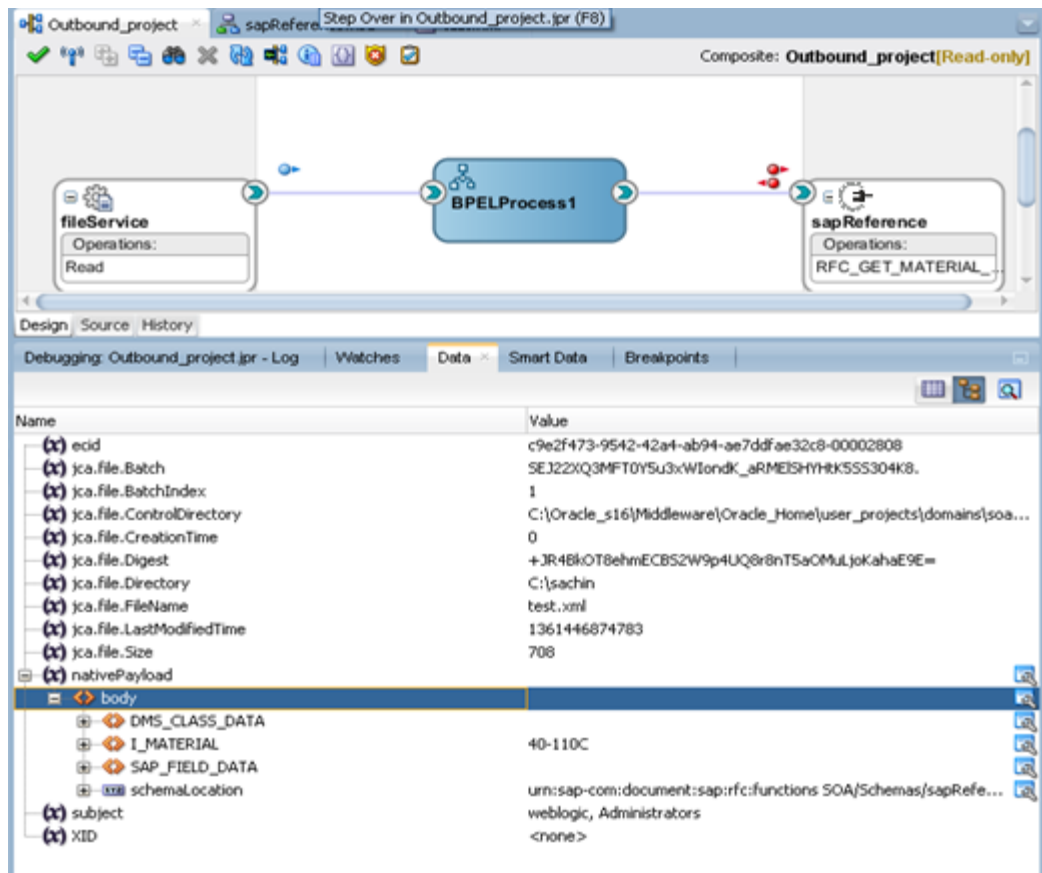 Outbound_project
sapRefere
Step Over in Outbound_project.jpr (F8)
Composite: Outbound_project[Read-only]
fileService
Operations:
Read
BPELProcess1
sapReference
Operations:
RFC_GET_MATERIAL_...
Design Source History
Debugging: Outbound_project.jpr - Log Watches Data Smart Data Breakpoints
Name Value
(x) ecid c9e2f473-9542-42a4-ab94-ae7ddfae32c8-00002808
(x) jca.file.Batch
(x) jca.file.BatchIndex 1
(x) jca.file.ControlDirectory C:\Oracle_s16\Middleware\Oracle_Home\user_projects\domains\soa...
(x) jca.file.CreationTime 0
(x) jca.file.Digest
(x) jca.file.Directory C:\sachin
(x) jca.file.FileName test.xml
(x) jca.file.LastModifiedTime 1361446874783
(x) jca.file.Size 708
(x) nativePayload
body
DMS_CLASS_DATA
I_MATERIAL 40-110C
SAP_FIELD_DATA
schemaLocation urn:sap-com:document:sap:rfc:functions SOA/Schemas/sapRefe...
(x) subject weblogic, Administrators
(x) XID <none>